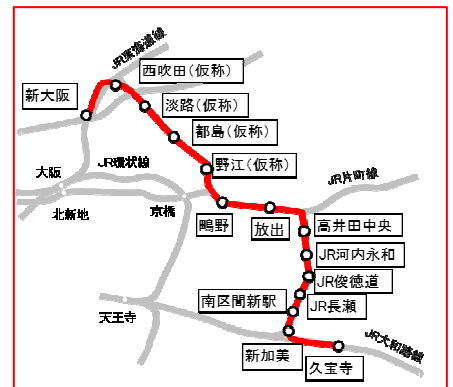 JR東海道線
西吹田(仮称)
新大阪
淡路(仮称)
都島(仮称)
野江(仮称)
大阪
JR環状線
北新地
京橋
JR片町線
鴫野
放出
高井田中央
JR河内永和
JR俊徳道
南区間新駅
JR長瀬
天王寺
新加美
久宝寺
JR大和路線